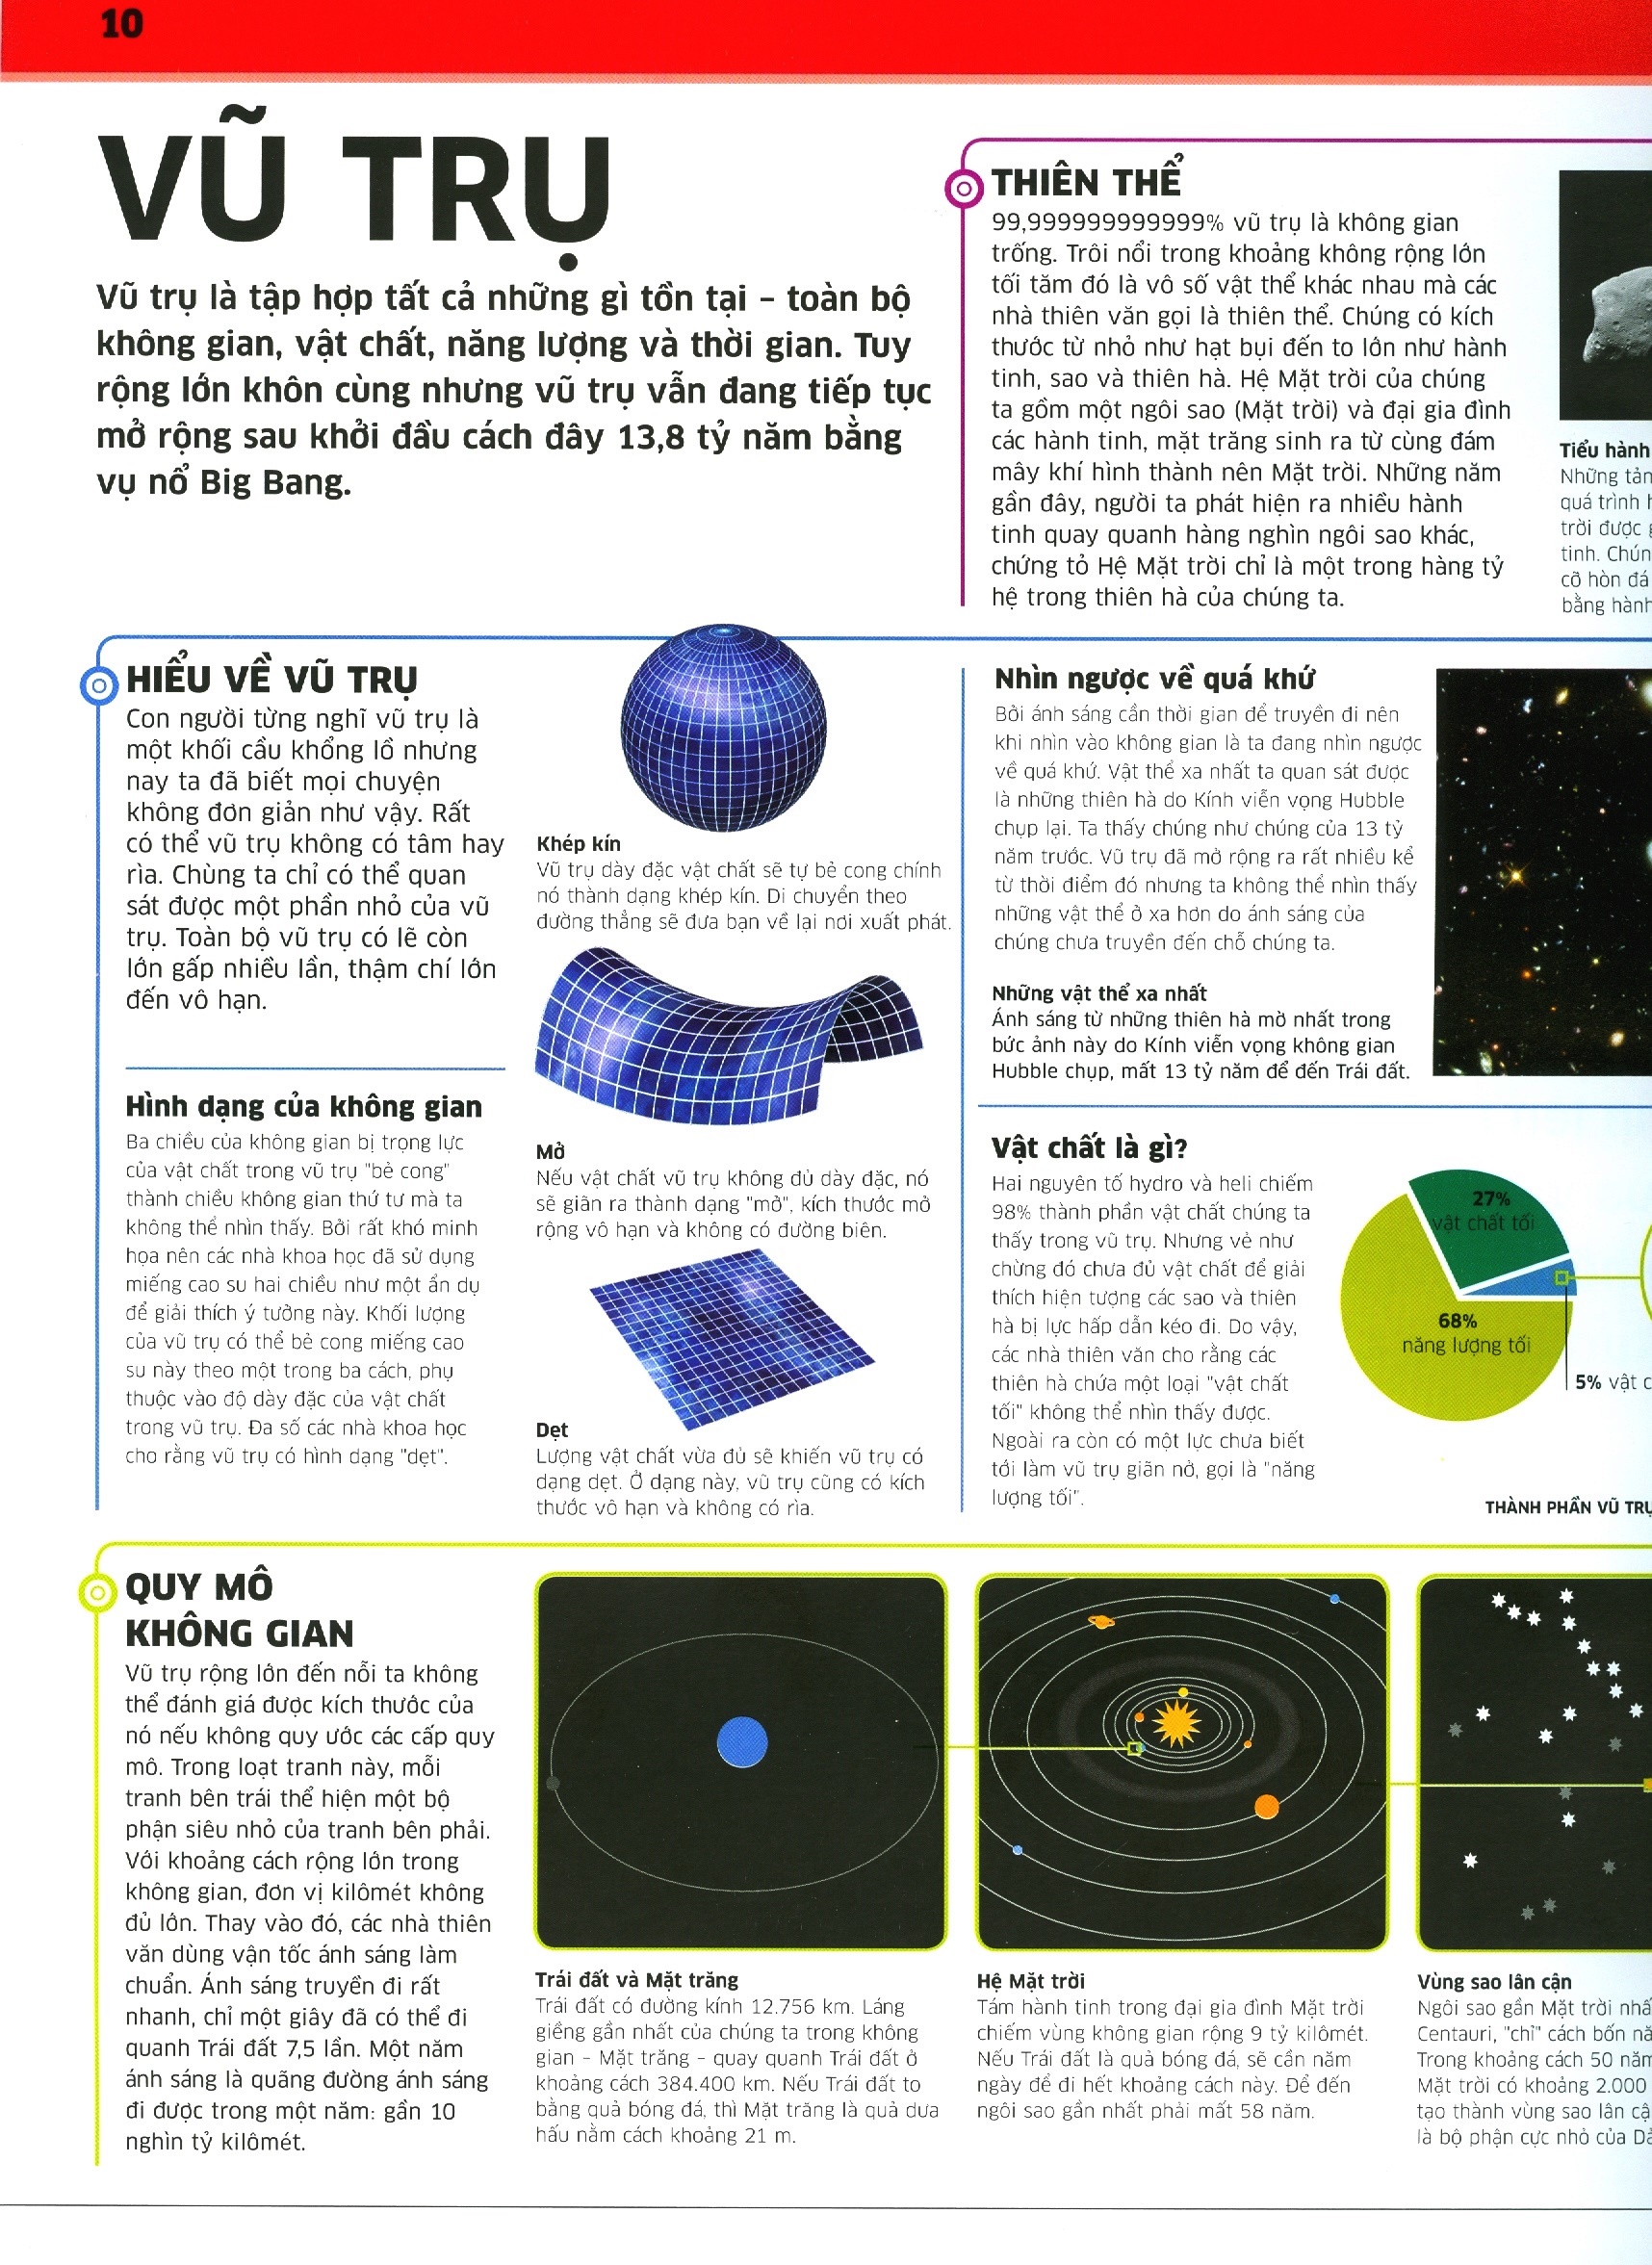 10
VŨ TRỤ
Vũ trụ là tập hợp tất cả những gì tồn tại – toàn bộ
không gian, vật chất, năng lượng và thời gian. Tuy
rộng lớn khôn cùng nhưng vũ trụ vẫn đang tiếp tục
mở rộng sau khởi đầu cách đây 13,8 tỷ năm bằng
vụ nổ Big Bang.
THIÊN THỂ
99,999999999999% vũ trụ là không gian
trống. Trôi nổi trong khoảng không rộng lớn
tối tăm đó là vô số vật thể khác nhau mà các
nhà thiên văn gọi là thiên thể. Chúng có kích
thước từ nhỏ như hạt bụi đến to lớn như hành
tinh, sao và thiên hà. Hệ Mặt trời của chúng
ta gồm một ngôi sao (Mặt trời) và đại gia đình
các hành tinh, mặt trăng sinh ra từ cùng đám
mây khí hình thành nên Mặt trời. Những năm
gần đây, người ta phát hiện ra nhiều hành
tinh quay quanh hàng nghìn ngôi sao khác,
chứng tỏ Hệ Mặt trời chỉ là một trong hàng tỷ
hệ trong thiên hà của chúng ta.
Tiểu hành
Những tản
quá trình
trời được
tinh. Chún
cỡ hòn đá
bằng hành
HIỂU VỀ VŨ TRỤ
Con người từng nghĩ vũ trụ là
một khối cầu khổng lồ nhưng
nay ta đã biết mọi chuyện
không đơn giản như vậy. Rất
có thể vũ trụ không có tâm hay
rìa. Chùng ta chỉ có thể quan
sát được một phần nhỏ của vũ
trụ. Toàn bộ vũ trụ có lẽ còn
lớn gấp nhiều lần, thậm chí lớn
đến vô hạn.
Hình dạng của không gian
Ba chiều của không gian bị trọng lực
của vật chất trong vũ trụ "bẻ cong"
thành chiều không gian thứ tư mà ta
không thể nhìn thấy. Bởi rất khó minh
họa nên các nhà khoa học đã sử dụng
miếng cao su hai chiều như một ẩn dụ
để giải thích ý tưởng này. Khối lượng
của vũ trụ có thể bẻ cong miếng cao
su này theo một trong ba cách, phụ
thuộc vào độ dày đặc của vật chất
trong vũ trụ. Đa số các nhà khoa học
cho rằng vũ trụ có hình dạng "dẹt".
Khép kín
Vũ trụ dày đặc vật chất sẽ tự bẻ cong chính
nó thành dạng khép kín. Di chuyển theo
đường thẳng sẽ đưa bạn về lại nơi xuất phát.
Mở
Nếu vật chất vũ trụ không đủ dày đặc, nó
sẽ giãn ra thành dạng "mở", kích thước mở
rộng vô hạn và không có đường biên.
Dẹt
Lượng vật chất vừa đủ sẽ khiến vũ trụ có
dạng dẹt. Ở dạng này, vũ trụ cũng có kích
thước vô hạn và không có rìa.
Nhìn ngược về quá khứ
Bởi ánh sáng cần thời gian để truyền đi nên
khi nhìn vào không gian là ta đang nhìn ngược
về quá khứ. Vật thể xa nhất ta quan sát được
là những thiên hà do Kính viễn vọng Hubble
chụp lại. Ta thấy chúng như chúng của 13 tỷ
năm trước. Vũ trụ đã mở rộng ra rất nhiều kể
từ thời điểm đó nhưng ta không thể nhìn thấy
những vật thể ở xa hơn do ánh sáng của
chúng chưa truyền đến chỗ chúng ta.
Những vật thể xa nhất
Ánh sáng từ những thiên hà mờ nhất trong
bức ảnh này do Kính viễn vọng không gian
Hubble chụp, mất 13 tỷ năm để đến Trái đất.
Vật chất là gì?
Hai nguyên tố hydro và heli chiếm
98% thành phần vật chất chúng ta
thấy trong vũ trụ. Nhưng vẻ như
chừng đó chưa đủ vật chất để giải
thích hiện tượng các sao và thiên
hà bị lực hấp dẫn kéo đi. Do vậy,
các nhà thiên văn cho rằng các
thiên hà chứa một loại "vật chất
tối" không thể nhìn thấy được.
Ngoài ra còn có một lực chưa biết
tới làm vũ trụ giãn nở, gọi là "năng
lượng tối".
27%
vật chất tối
68%
năng lượng tối
5% vật c
THÀNH PHẦN VŨ TRỤ
QUY MÔ
KHÔNG GIAN
Vũ trụ rộng lớn đến nỗi ta không
thể đánh giá được kích thước của
nó nếu không quy ước các cấp quy
mô. Trong loạt tranh này, mỗi
tranh bên trái thể hiện một bộ
phận siêu nhỏ của tranh bên phải.
Với khoảng cách rộng lớn trong
không gian, đơn vị kilômét không
đủ lớn. Thay vào đó, các nhà thiên
văn dùng vận tốc ánh sáng làm
chuẩn. Ánh sáng truyền đi rất
nhanh, chỉ một giây đã có thể đi
quanh Trái đất 7,5 lần. Một năm
ánh sáng là quãng đường ánh sáng
đi được trong một năm: gần 10
nghìn tỷ kilômét.
Trái đất và Mặt trăng
Trái đất có đường kính 12.756 km. Láng
giềng gần nhất của chúng ta trong không
gian – Mặt trăng – quay quanh Trái đất ở
khoảng cách 384.400 km. Nếu Trái đất to
bằng quả bóng đá, thì Mặt trăng là quả dưa
hấu nằm cách khoảng 21 m.
Hệ Mặt trời
Tám hành tinh trong đại gia đình Mặt trời
chiếm vùng không gian rộng 9 tỷ kilômét.
Nếu Trái đất là quả bóng đá, sẽ cần năm
ngày để đi hết khoảng cách này. Để đến
ngôi sao gần nhất phải mất 58 năm.
Vùng sao lân cận
Ngôi sao gần Mặt trời nhấ
Centauri, "chỉ" cách bốn nă
Trong khoảng cách 50 năm
Mặt trời có khoảng 2.000
tạo thành vùng sao lân cậ
là bộ phận cực nhỏ của Dả